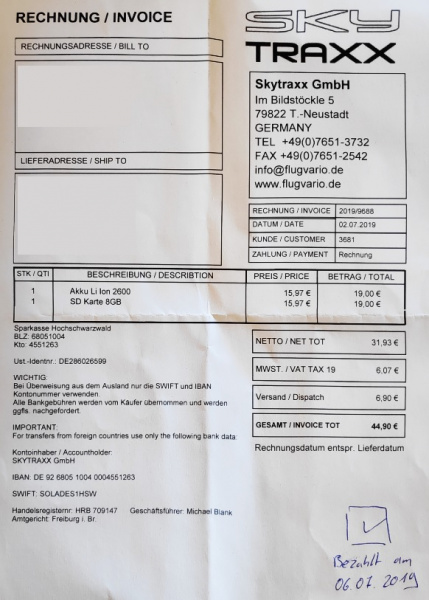 RECHNUNG / INVOICE
SKY
TRAXX
RECHNUNGSADRESSE / BILL TO
Skytraxx GmbH
Im Bildstöckle 5
79822 T.-Neustadt
GERMANY
TEL +49(0)7651-3732
FAX +49(0)7651-2542
info@flugvario.de
www.flugvario.de
LIEFERADRESSE / SHIP TO
RECHNUNG / INVOICE 2019/9688
DATUM / DATE 02.07.2019
KUNDE / CUSTOMER 3681
ZAHLUNG / PAYMENT Rechnung
STK / QTI BESCHREIBUNG / DESCRIBTION PREIS / PRICE BETRAG / TOTAL
1 Akku Li Ion 2600 15,97 € 19,00 €
1 SD Karte 8GB 15,97 € 19,00 €
Sparkasse Hochschwarzwald
BLZ: 68051004
Kto: 4551263
Ust.-Identnr.: DE286026599
WICHTIG:
Bei Überweisung aus dem Ausland nur die SWIFT und IBAN
Kontonummer verwenden.
Alle Bankgebühren werden vom Käufer übernommen und werden
ggfls. nachgefordert.
IMPORTANT:
For transfers from foreign countries use only the following bank data
Kontoinhaber / Accountholder:
SKYTRAXX GmbH
IBAN: DE 92 6805 1004 0004551263
SWIFT: SOLADES1HSW
Handelsregisternr: HRB 709147 Geschäftsführer: Michael Blank
Amtgericht: Freiburg i. Br.
NETTO / NET TOT 31,93 €
MWST. / VAT TAX 19 6,07 €
Versand / Dispatch 6,90 €
GESAMT / INVOICE TOT 44,90 €
Rechnungsdatum entspr. Lieferdatum
Bezahlt am
06.07.2019